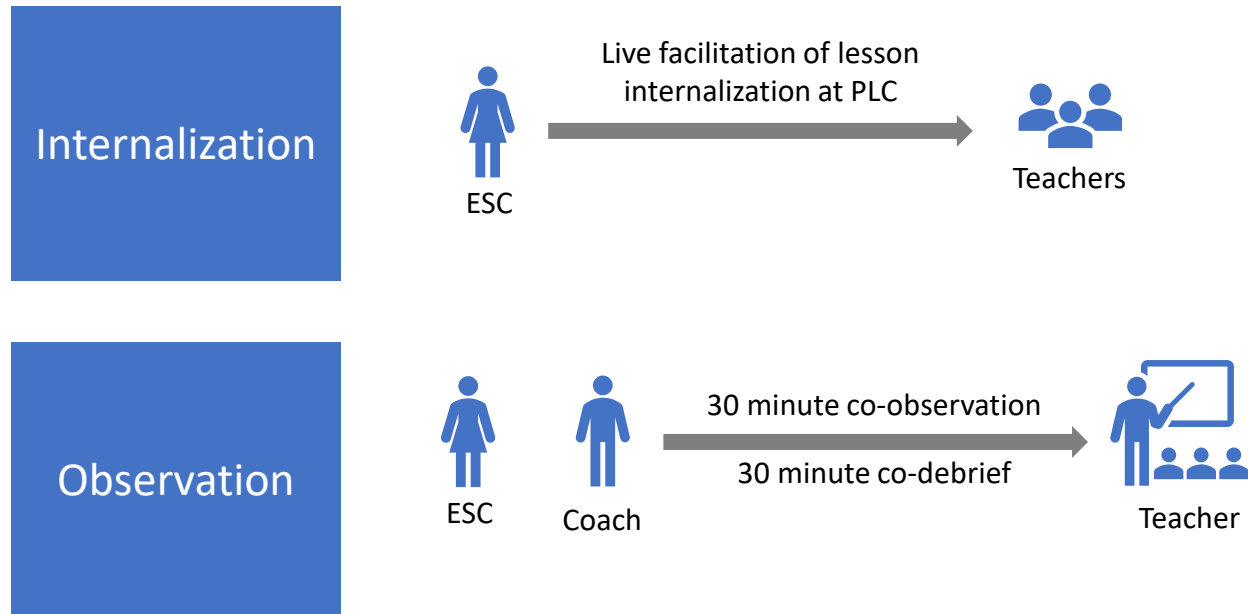 Internalization
Live facilitation of lesson
internalization at PLC
ESC
Teachers
Observation
30 minute co-observation
30 minute co-debrief
ESC
Coach
Teacher